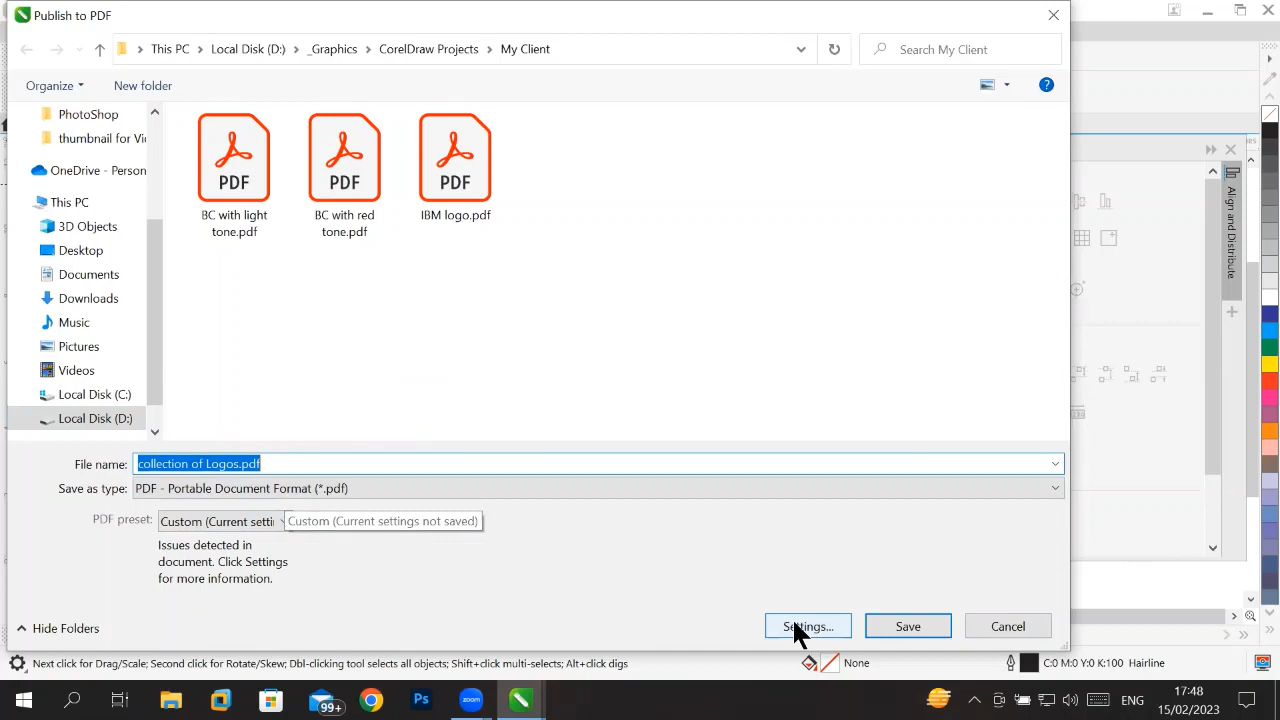 Publish to PDF
This PC
Local Disk (D:)
_Graphics
CorelDraw Projects
My Client
Search My Client
Organize
New folder
PhotoShop
thumbnail for Vi
OneDrive - Person
This PC
3D Objects
Desktop
Documents
Downloads
Music
Pictures
Videos
Local Disk (C:)
Local Disk (D:)
PDF
BC with light
tone.pdf
PDF
BC with red
tone.pdf
PDF
IBM logo.pdf
Align and Distribute
File name:
collection of Logos.pdf
Save as type:
PDF - Portable Document Format (*.pdf)
PDF preset:
Custom (Current setti
Custom (Current settings not saved)
Issues detected in
document. Click Settings
for more information.
Hide Folders
Settings...
Save
Cancel
Next click for Drag/Scale; Second click for Rotate/Skew; Dbl-clicking tool selects all objects; Shift+click multi-selects; Alt+click digs
None
C:0 M:0 Y:0 K:100 Hairline
99+
Ps
zoom
ENG
17:48
15/02/2023